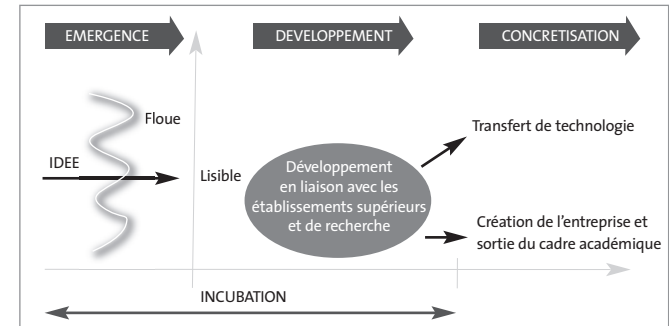 EMERGENCE
DEVELOPPEMENT
CONCRETISATION
Floue
IDEE
Lisible
Développement
en liaison avec les
établissements supérieurs
et de recherche
Transfert de technologie
Création de l'entreprise et
sortie du cadre académique
INCUBATION